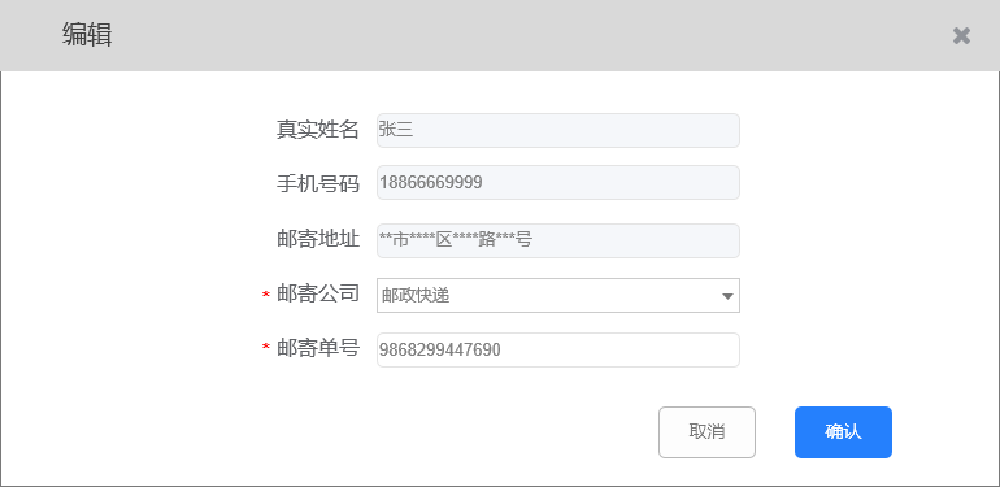 编辑
真实姓名 张三
手机号码 18866669999
邮寄地址 **市****区****路***号
* 邮寄公司 邮政快递
* 邮寄单号 9868299447690
取消 确认